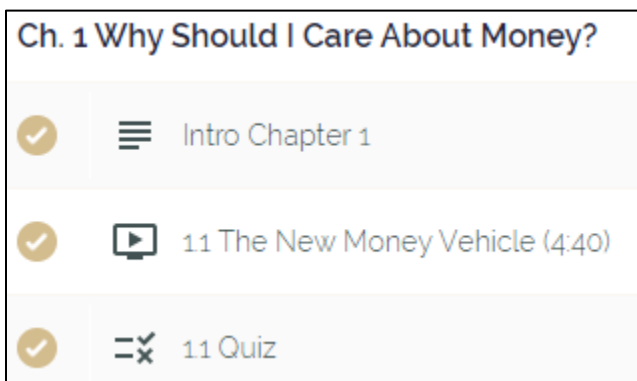 Ch. 1 Why Should I Care About Money?
Intro Chapter 1
1.1 The New Money Vehicle (4:40)
1.1 Quiz